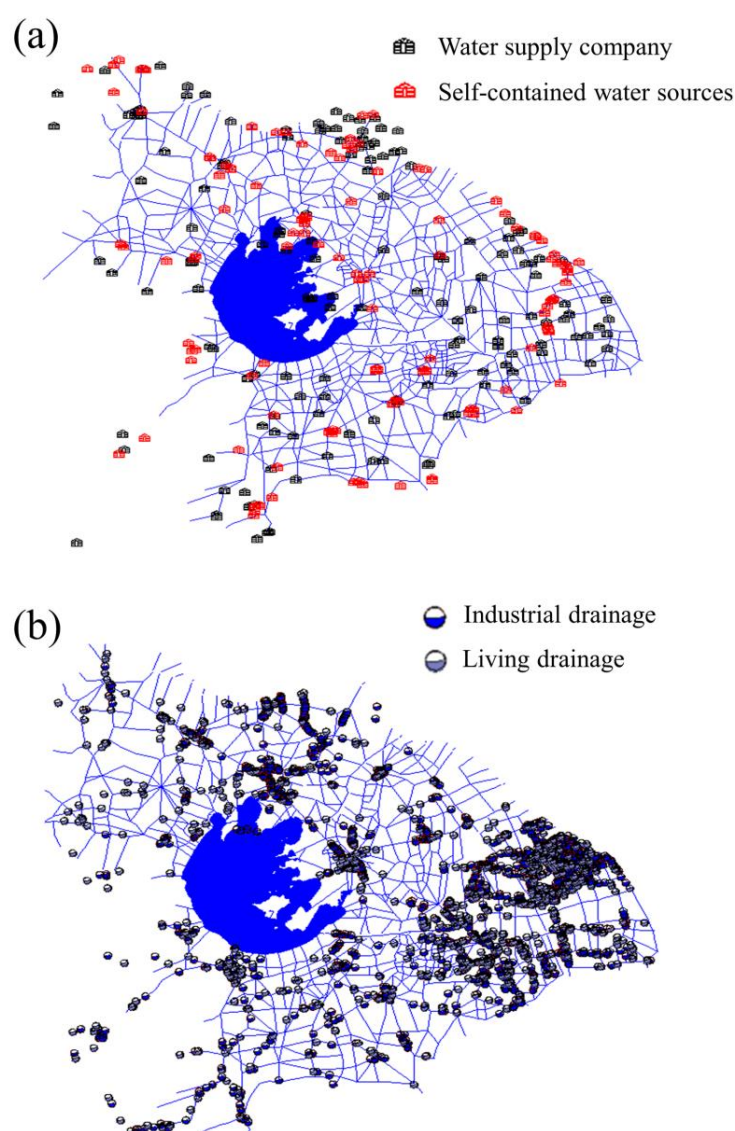 (a)
Water supply company
Self-contained water sources
(b)
Industrial drainage
Living drainage